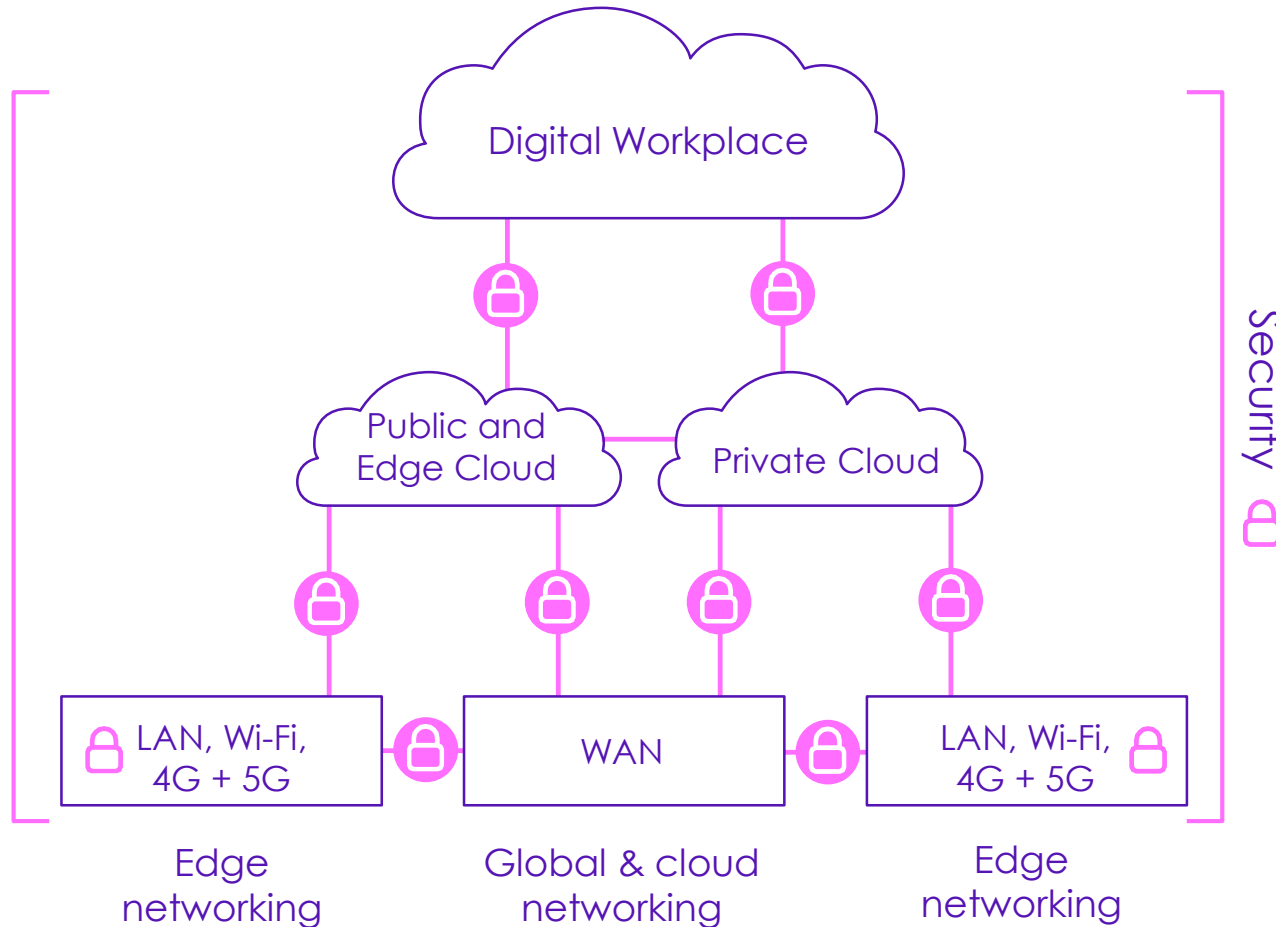 Digital Workplace
Public and
Edge Cloud
Private Cloud
Security
LAN, Wi-Fi,
4G + 5G
WAN
LAN, Wi-Fi,
4G + 5G
Edge
networking
Global & cloud
networking
Edge
networking